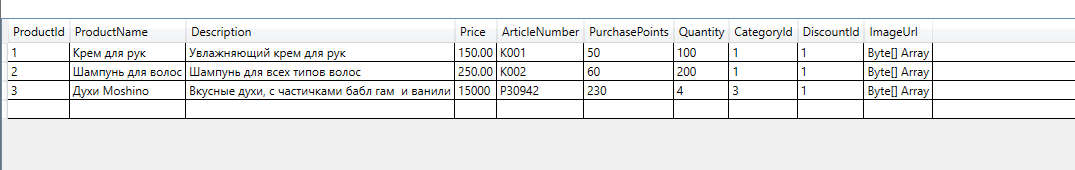 ProductId ProductName Description Price ArticleNumber PurchasePoints Quantity CategoryId DiscountId ImageUrl
1 Крем для рук Увлажняющий крем для рук 150.00 K001 50 100 1 1 Byte[] Array
2 Шампунь для волос Шампунь для всех типов волос 250.00 K002 60 200 1 1 Byte[] Array
3 Духи Moshino Вкусные духи, с частичками бабл гам  и ванили 15000 P30942 230 4 3 1 Byte[] Array